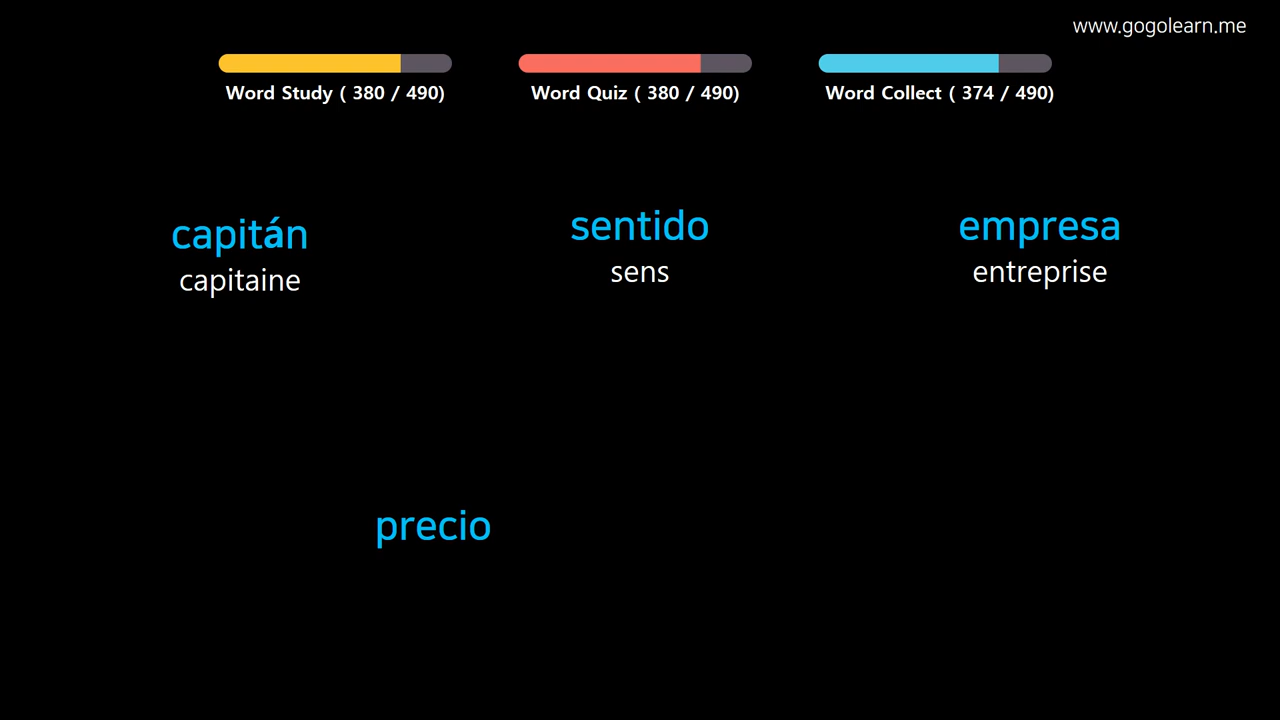 www.gogolearn.me
Word Study ( 380 / 490)
Word Quiz ( 380 / 490)
Word Collect ( 374 / 490)
capitán
capitaine
sentido
sens
empresa
entreprise
precio